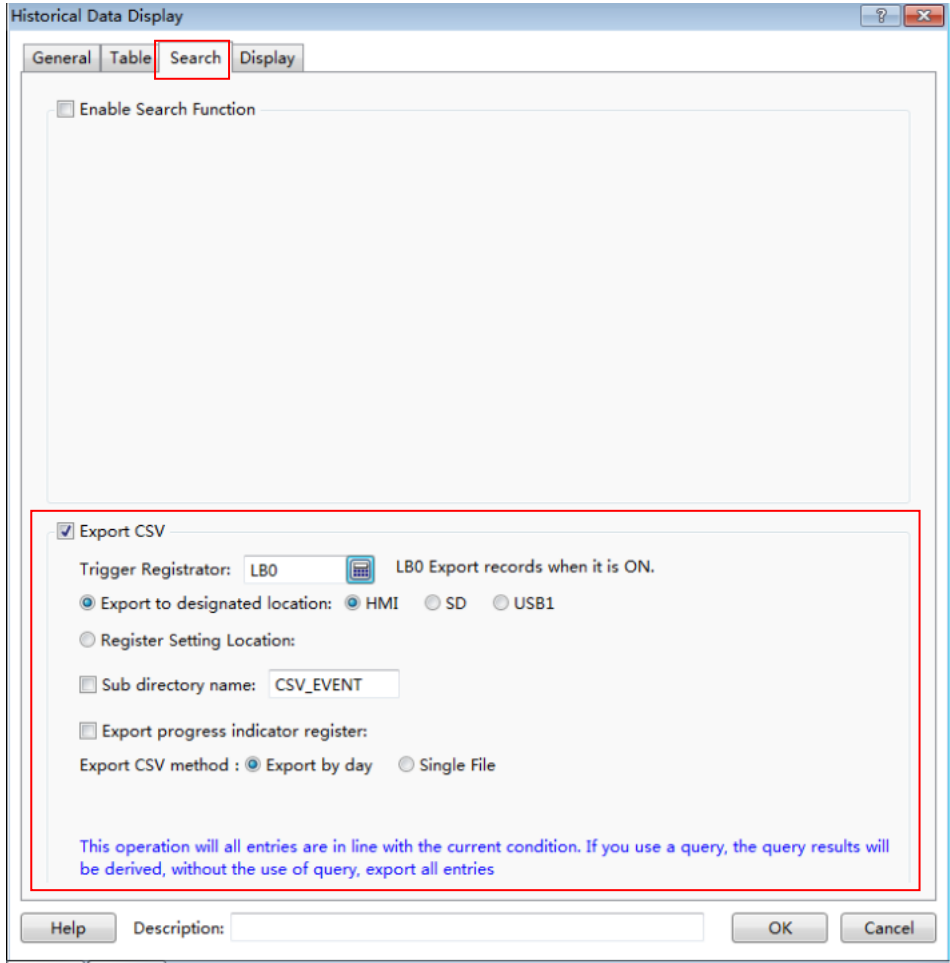 Historical Data Display
General Table Search Display
Enable Search Function
Export CSV
Trigger Registrator: LB0 LB0 Export records when it is ON.
Export to designated location: HMI SD USB1
Register Setting Location:
Sub directory name: CSV_EVENT
Export progress indicator register:
Export CSV method : Export by day Single File
This operation will all entries are in line with the current condition. If you use a query, the query results will
be derived, without the use of query, export all entries
Help Description: OK Cancel